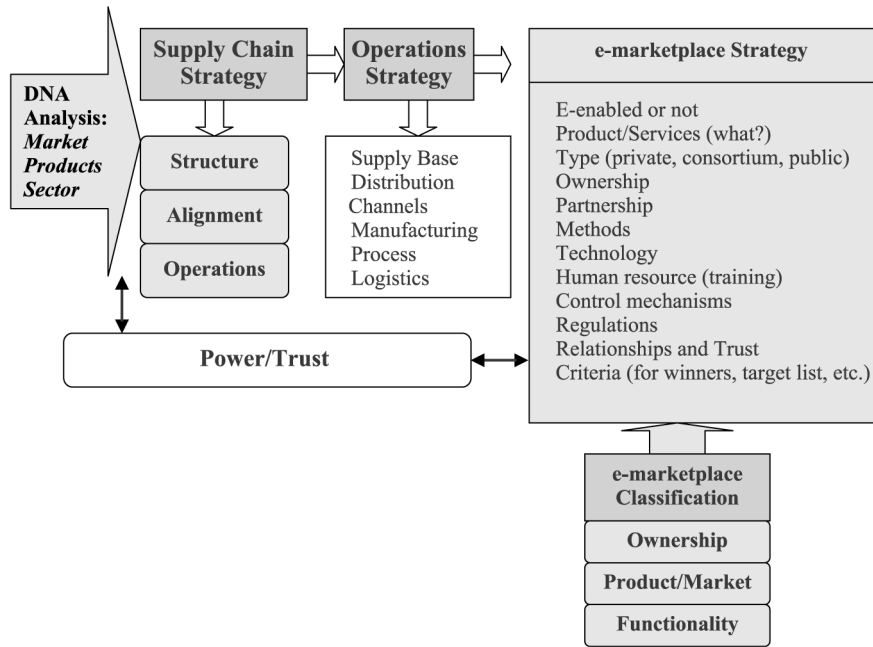 DNA
Analysis:
Market
Products
Sector
Supply Chain
Strategy
Structure
Alignment
Operations
Operations
Strategy
Supply Base
Distribution
Channels
Manufacturing
Process
Logistics
Power/Trust
e-marketplace Strategy
E-enabled or not
Product/Services (what?)
Type (private, consortium, public)
Ownership
Partnership
Methods
Technology
Human resource (training)
Control mechanisms
Regulations
Relationships and Trust
Criteria (for winners, target list, etc.)
e-marketplace
Classification
Ownership
Product/Market
Functionality